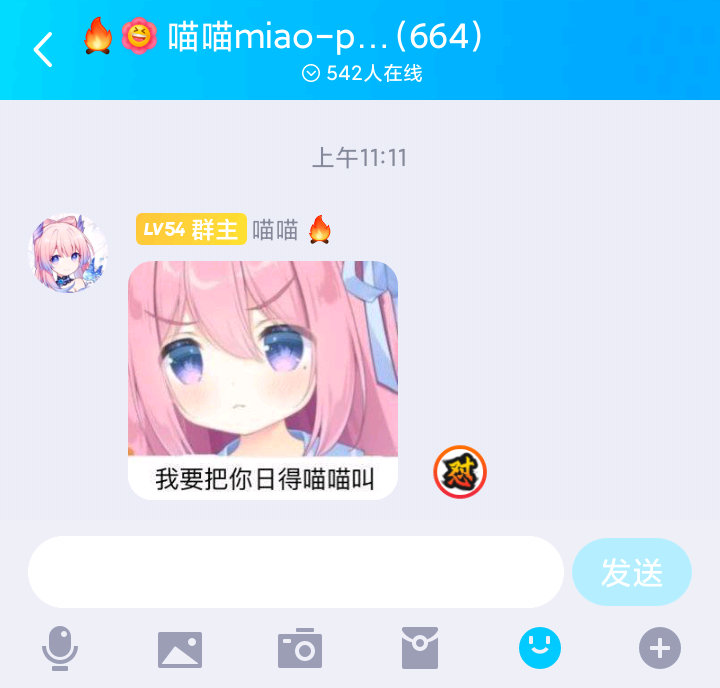 🔥🌺😆 喵喵miao-p...(664)
542人在线
上午11:11
LV54 群主 喵喵 🔥
我要把你日得喵喵叫
怼
发送